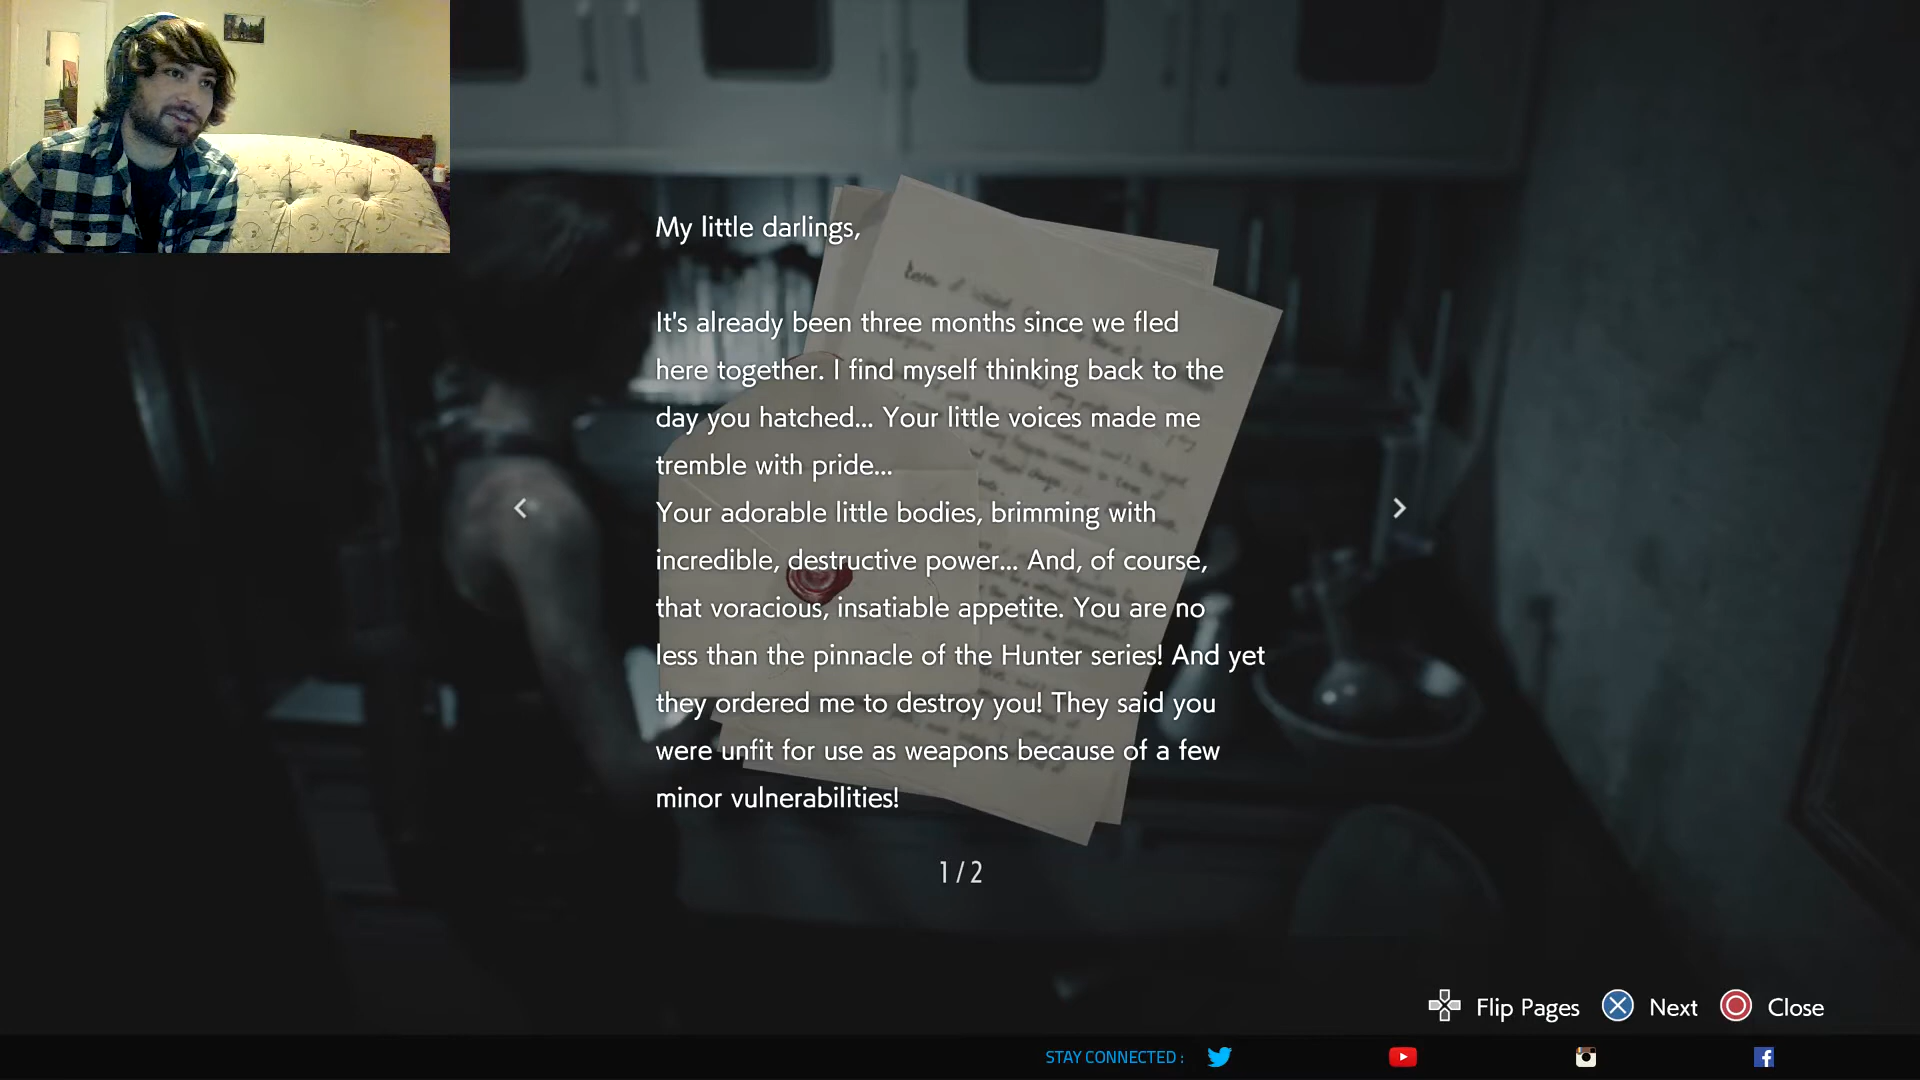 My little darlings,
It's already been three months since we fled
here together. I find myself thinking back to the
day you hatched... Your little voices made me
tremble with pride...
Your adorable little bodies, brimming with
incredible, destructive power... And, of course,
that voracious, insatiable appetite. You are no
less than the pinnacle of the Hunter series! And yet
they ordered me to destroy you! They said you
were unfit for use as weapons because of a few
minor vulnerabilities!
1 / 2
Flip Pages Next Close
STAY CONNECTED :